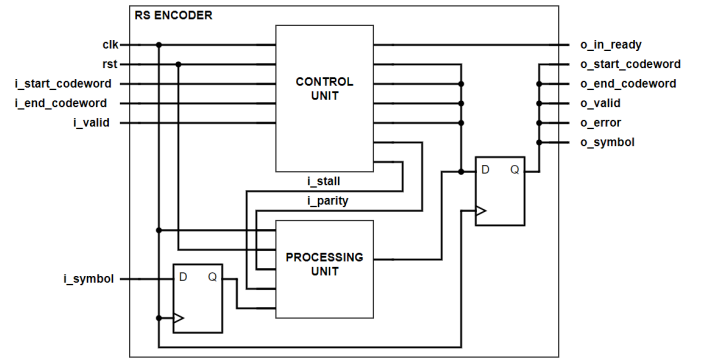 RS ENCODER
clk
rst
i_start_codeword
i_end_codeword
i_valid
CONTROL
UNIT
o_in_ready
o_start_codeword
o_end_codeword
o_valid
o_error
o_symbol
i_stall
i_parity
D Q
PROCESSING
UNIT
i_symbol
D Q